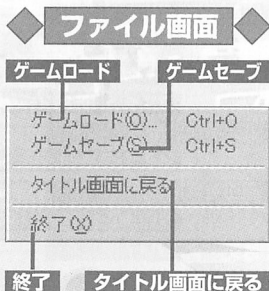 ファイル画面
ゲームロード ゲームセーブ
ゲームロード(O)... Ctrl+O
ゲームセーブ(S)... Ctrl+S
タイトル画面に戻る
終了(X)
終了 タイトル画面に戻る